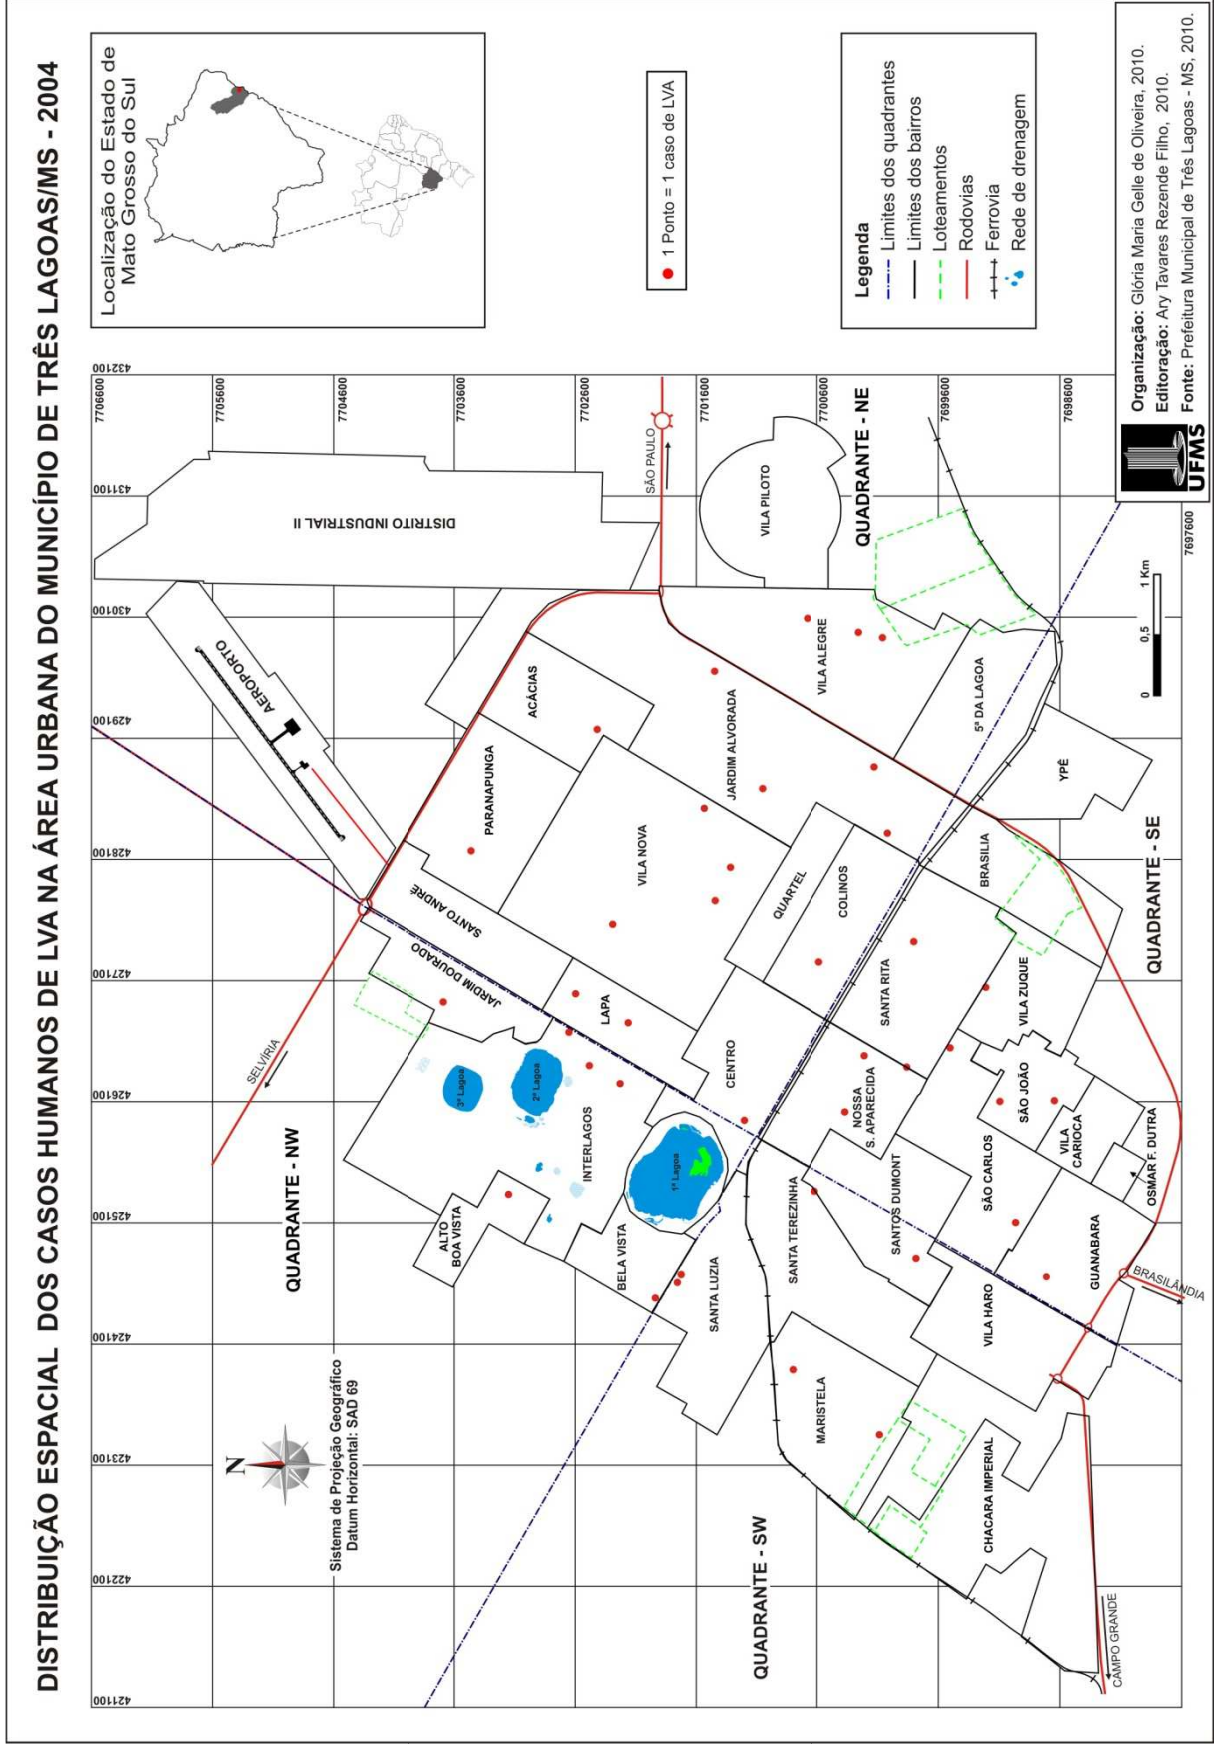 DISTRIBUIÇÃO ESPACIAL DOS CASOS HUMANOS DE LVA NA ÁREA URBANA DO MUNICÍPIO DE TRÊS LAGOAS/MS - 2004
N
Sistema de Projeção Geográfico
Datum Horizontal: SAD 69
421100
422100
423100
424100
425100
426100
427100
428100
429100
430100
431100
432100
7706600
7705600
7704600
7703600
7702600
7701600
7700600
7699600
7698600
7697600
QUADRANTE - NW
SELVÍRIA
AEROPORTO
DISTRITO INDUSTRIAL II
ALTO
BOA VISTA
3ª Lagoa
2ª Lagoa
JARDIM DOURADO
SANTO ANDRÉ
PARANAPUNGA
ACÁCIAS
INTERLAGOS
BELA VISTA
LAPA
VILA NOVA
SÃO PAULO
1ª Lagoa
SANTA LUZIA
CENTRO
JARDIM ALVORADA
VILA PILOTO
QUADRANTE - SW
SANTA TEREZINHA
QUARTEL
MARISTELA
COLINOS
VILA ALEGRE
QUADRANTE - NE
NOSSA
S. APARECIDA
SANTA RITA
SANTOS DUMONT
CHACARA IMPERIAL
VILA HARO
SÃO CARLOS
SÃO JOÃO
VILA ZUQUE
BRASILIA
5ª DA LAGOA
VILA
CARIOCA
YPÊ
GUANABARA
OSMAR F. DUTRA
QUADRANTE - SE
CAMPO GRANDE
BRASILÂNDIA
0
0,5
1 Km
Localização do Estado de
Mato Grosso do Sul
1 Ponto = 1 caso de LVA
Legenda
Limites dos quadrantes
Limites dos bairros
Loteamentos
Rodovias
Ferrovia
Rede de drenagem
UFMS
Organização: Glória Maria Gelle de Oliveira, 2010.
Editoração: Ary Tavares Rezende Filho, 2010.
Fonte: Prefeitura Municipal de Três Lagoas - MS, 2010.